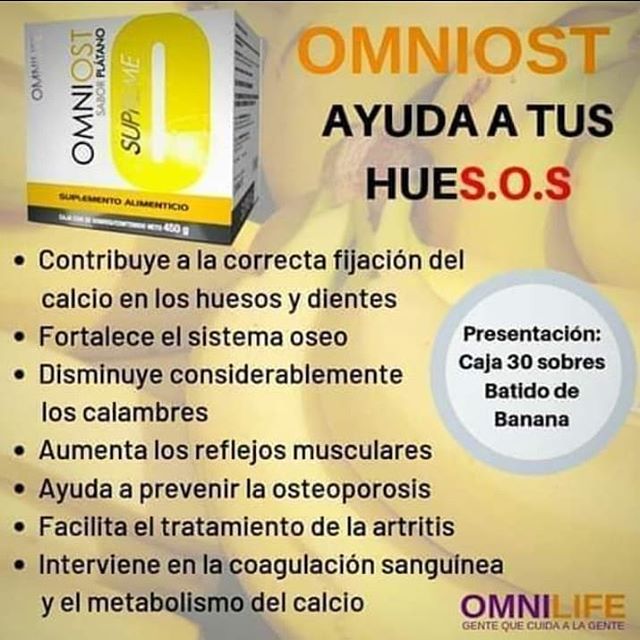 OMNIOST
AYUDA A TUS
HUES.O.S
OMNIOST
SABOR PLÁTANO
SUPREME
SUPLEMENTO ALIMENTICIO
450 g
• Contribuye a la correcta fijación del
calcio en los huesos y dientes
• Fortalece el sistema oseo
• Disminuye considerablemente
los calambres
• Aumenta los reflejos musculares
• Ayuda a prevenir la osteoporosis
• Facilita el tratamiento de la artritis
• Interviene en la coagulación sanguínea
y el metabolismo del calcio
Presentación:
Caja 30 sobres
Batido de
Banana
OMNILIFE
GENTE QUE CUIDA A LA GENTE